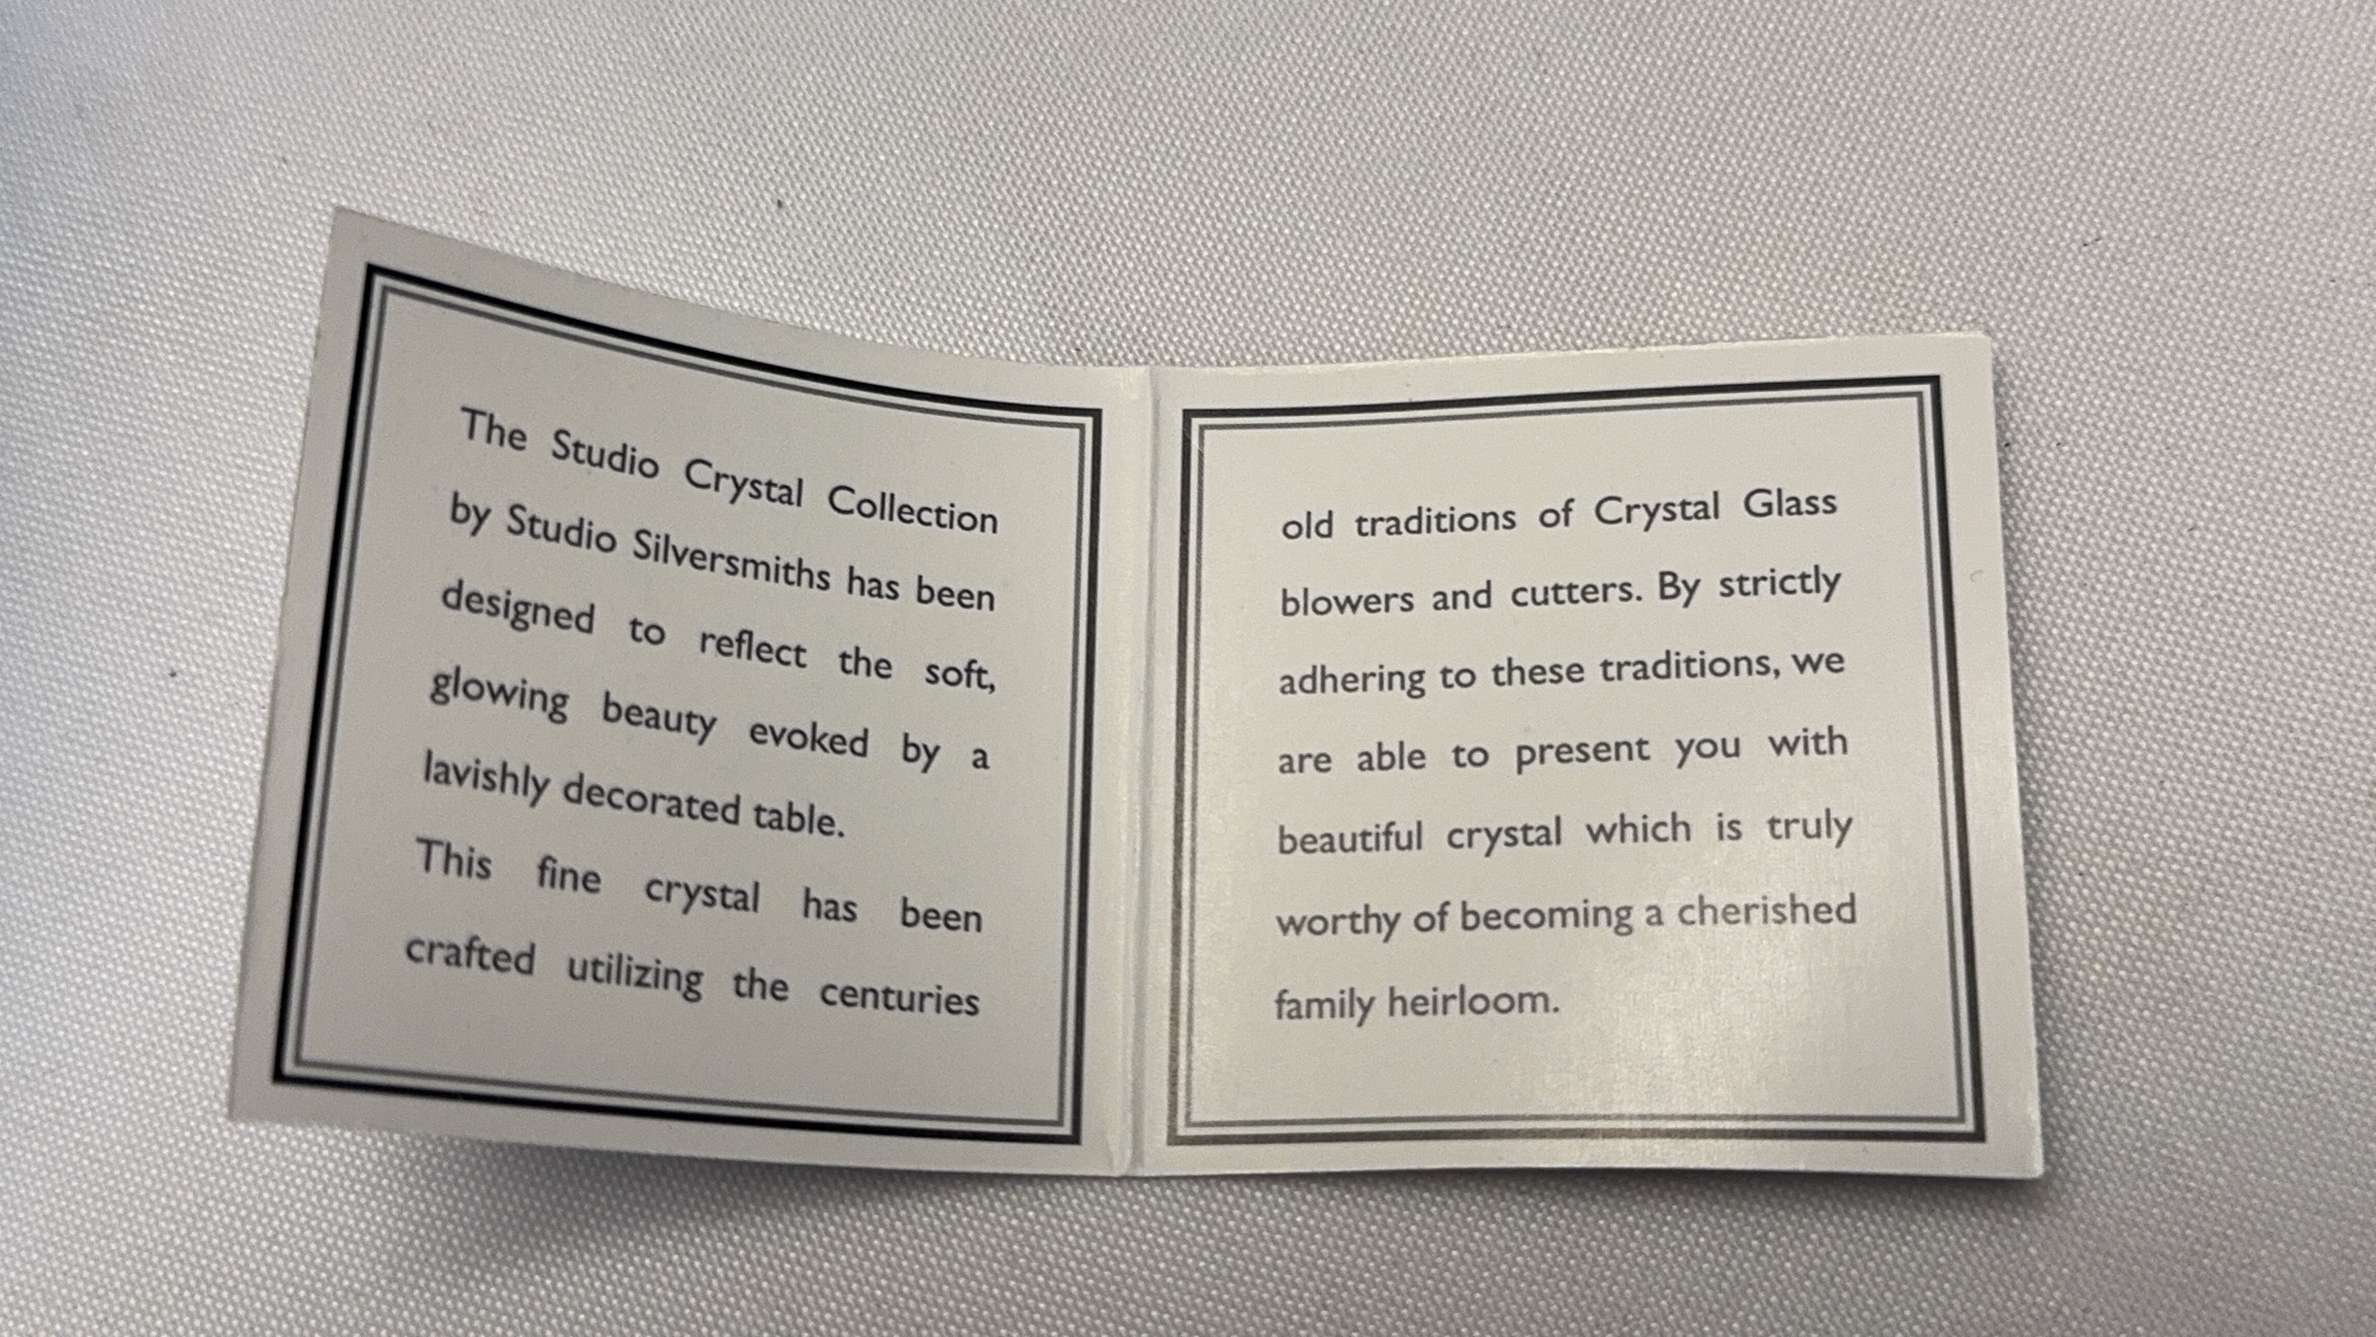 The Studio Crystal Collection
by Studio Silversmiths has been
designed to reflect the soft,
glowing beauty evoked by a
lavishly decorated table.
This fine crystal has been
crafted utilizing the centuries
old traditions of Crystal Glass
blowers and cutters. By strictly
adhering to these traditions, we
are able to present you with
beautiful crystal which is truly
worthy of becoming a cherished
family heirloom.